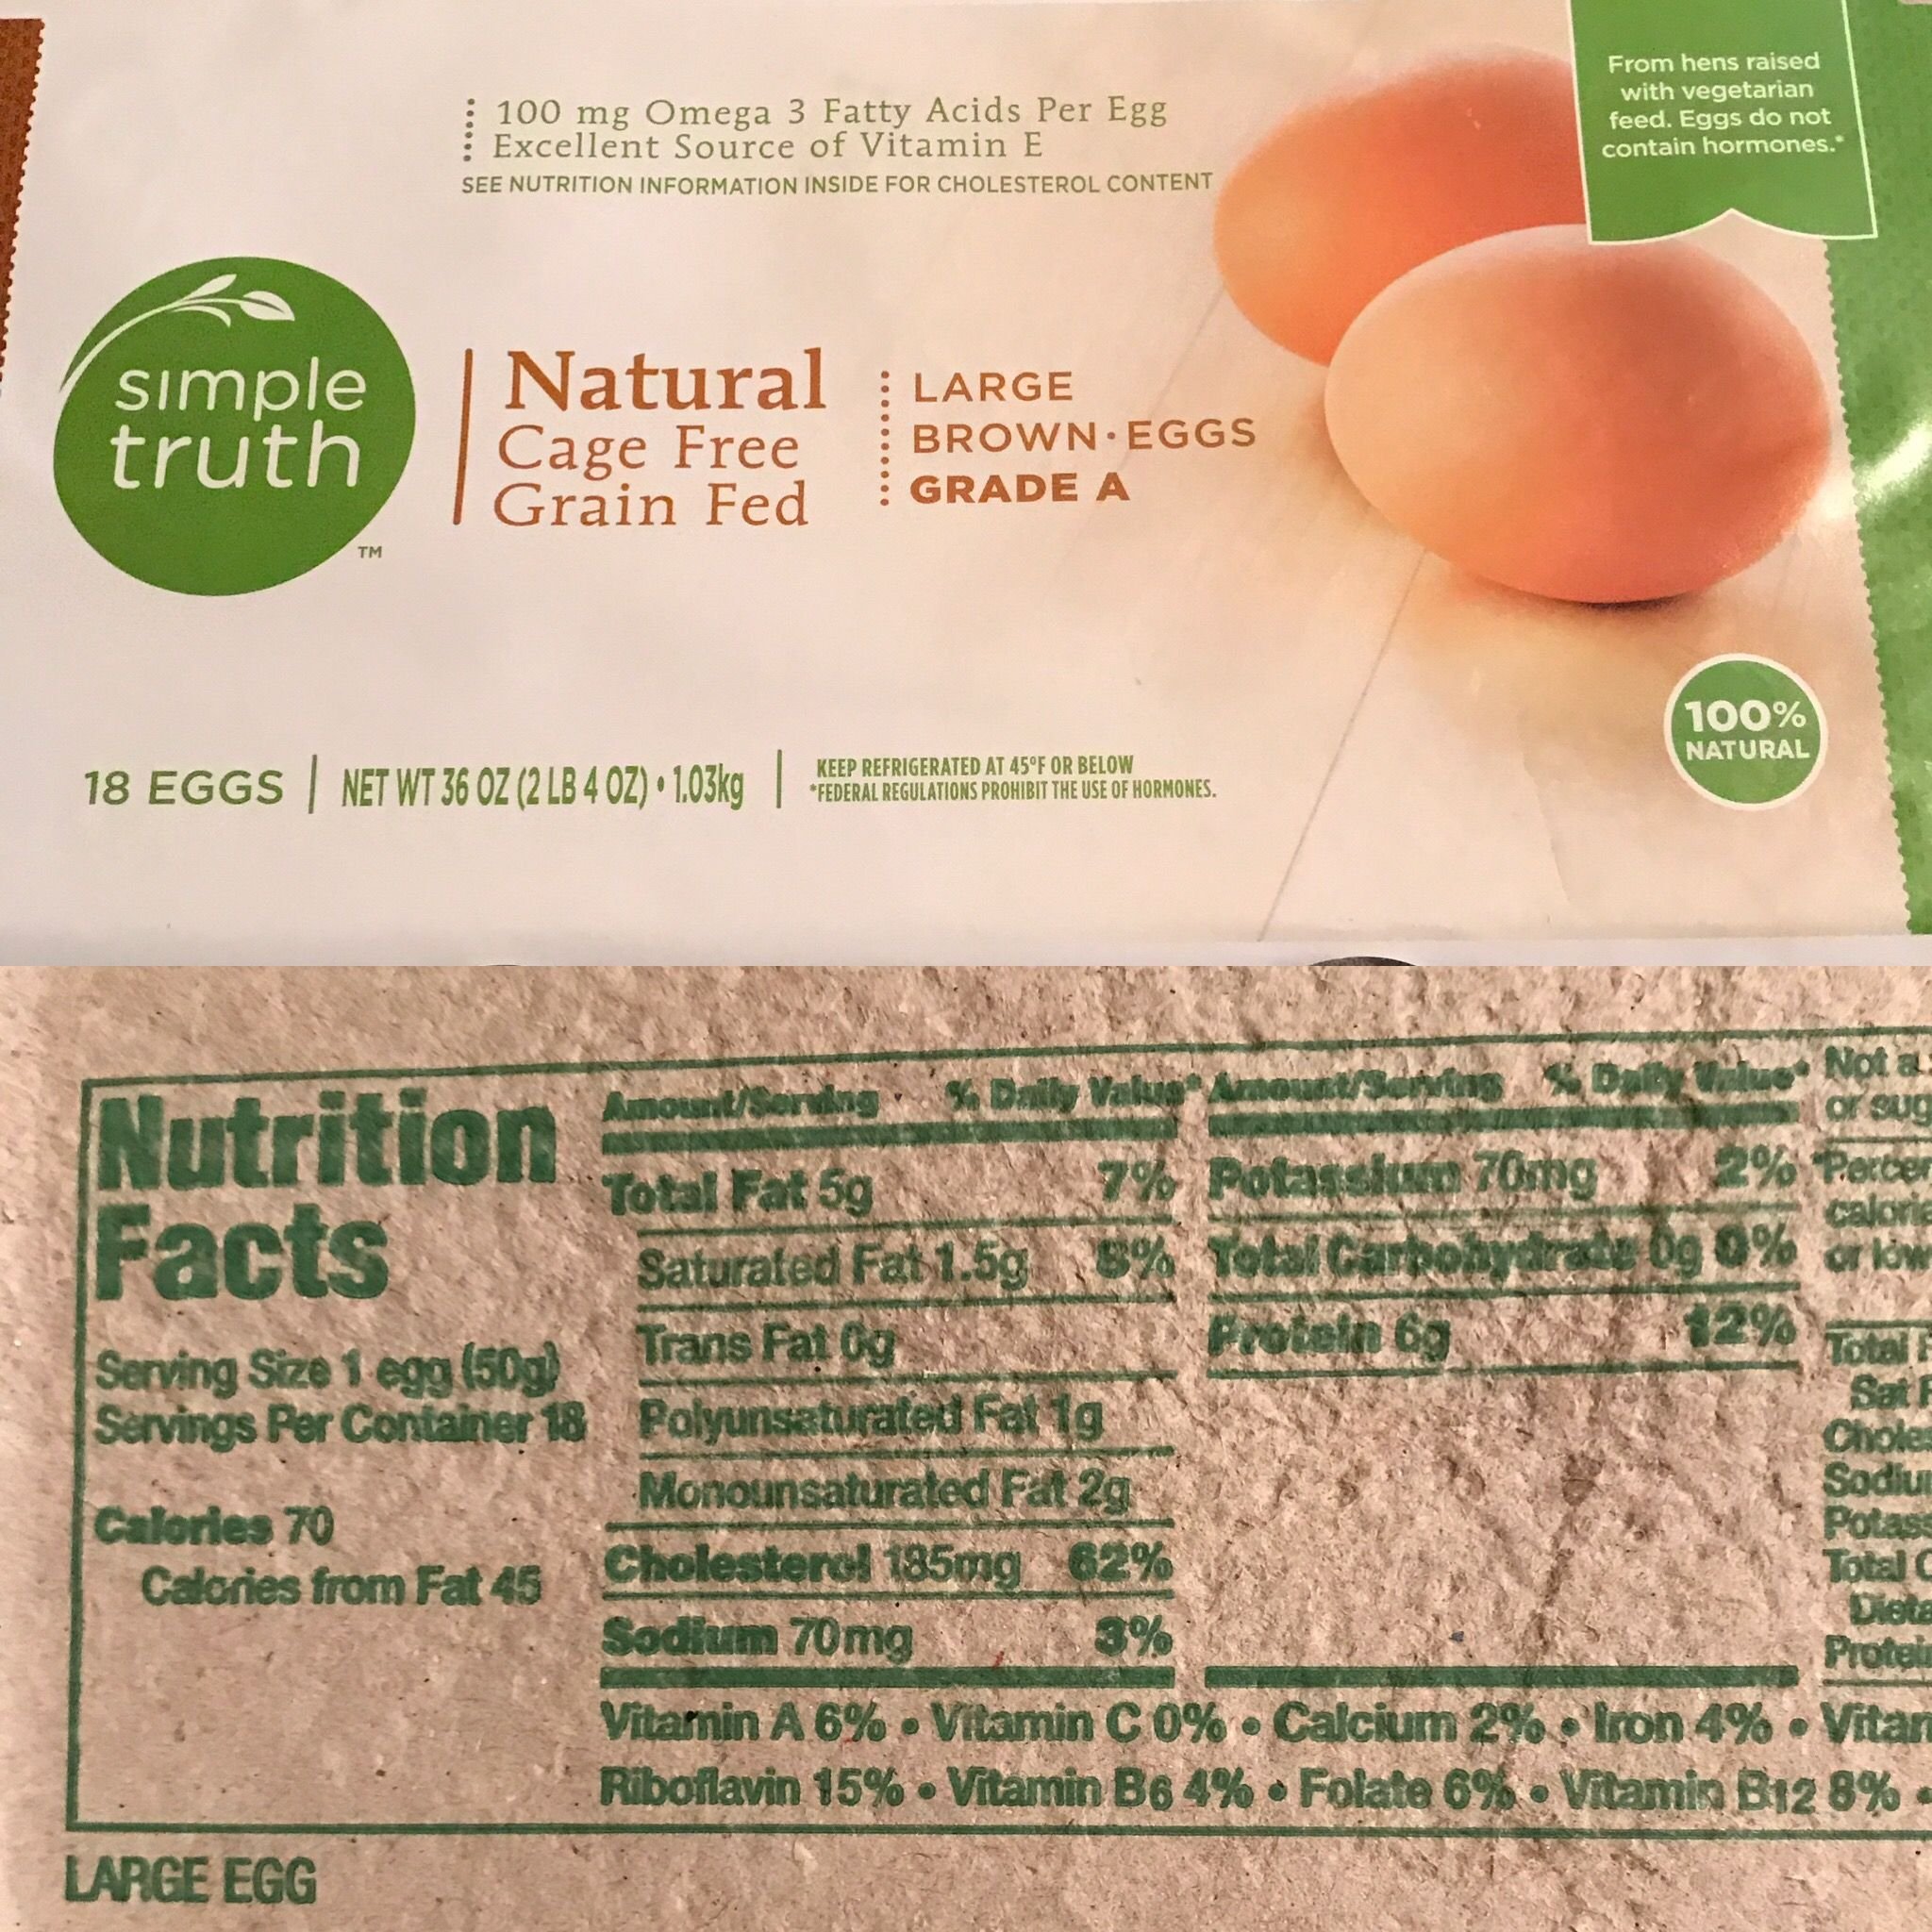 From hens raised
with vegetarian
feed. Eggs do not
contain hormones.*
100 mg Omega 3 Fatty Acids Per Egg
Excellent Source of Vitamin E
SEE NUTRITION INFORMATION INSIDE FOR CHOLESTEROL CONTENT
simple
truth
TM
Natural
Cage Free
Grain Fed
LARGE
BROWN·EGGS
GRADE A
100%
NATURAL
18 EGGS | NET WT 36 OZ (2 LB 4 OZ) • 1.03kg
KEEP REFRIGERATED AT 45°F OR BELOW
*FEDERAL REGULATIONS PROHIBIT THE USE OF HORMONES.
Nutrition
Facts
Serving Size 1 egg (50g)
Servings Per Container 18
Calories 70
Calories from Fat 45
Amount/Serving % Daily Value*
Total Fat 5g 7%
Saturated Fat 1.5g 8%
Trans Fat 0g
Polyunsaturated Fat 1g
Monounsaturated Fat 2g
Cholesterol 185mg 62%
Sodium 70mg 3%
Amount/Serving % Daily Value*
Potassium 70mg 2%
Total Carbohydrate 0g 0%
Protein 6g 12%
Not a
or
Total
Sat
Total
Vitamin A 6% • Vitamin C 0% • Calcium 2% • Iron 4% •
Riboflavin 15% • Vitamin B6 4% • Folate 6% • Vitamin B12 8% •
LARGE EGG